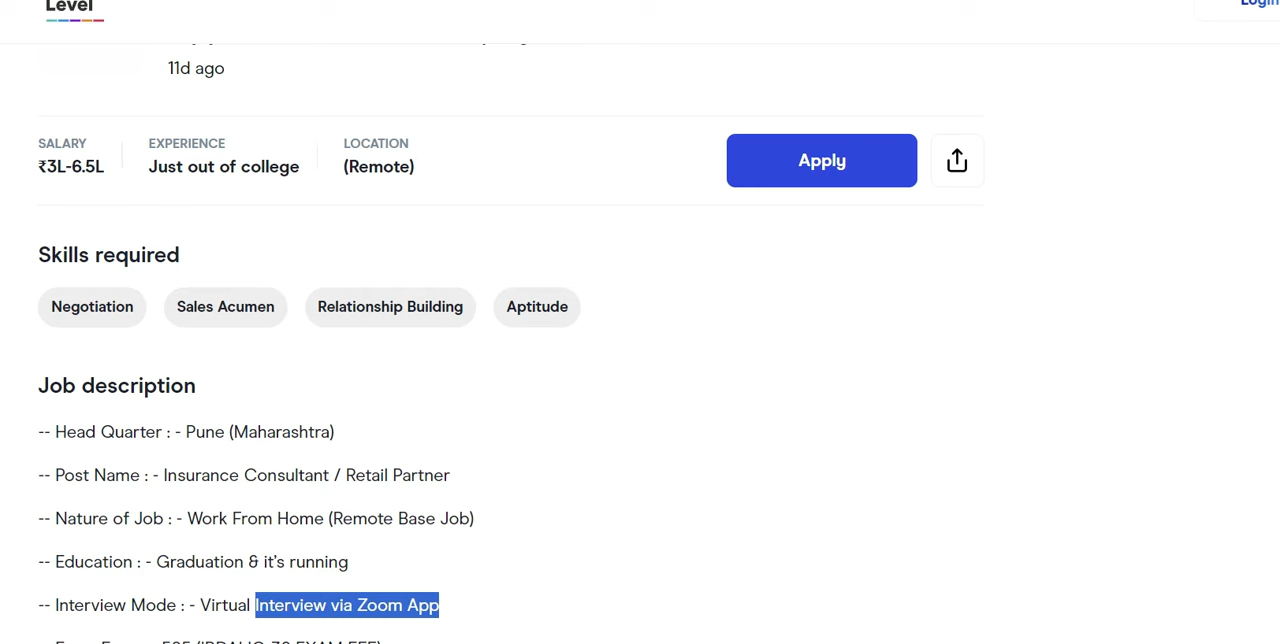 Level
Login
11d ago
SALARY
₹3L-6.5L
EXPERIENCE
Just out of college
LOCATION
(Remote)
Apply
Skills required
Negotiation
Sales Acumen
Relationship Building
Aptitude
Job description
-- Head Quarter : - Pune (Maharashtra)
-- Post Name : - Insurance Consultant / Retail Partner
-- Nature of Job : - Work From Home (Remote Base Job)
-- Education : - Graduation & it's running
-- Interview Mode : - Virtual Interview via Zoom App